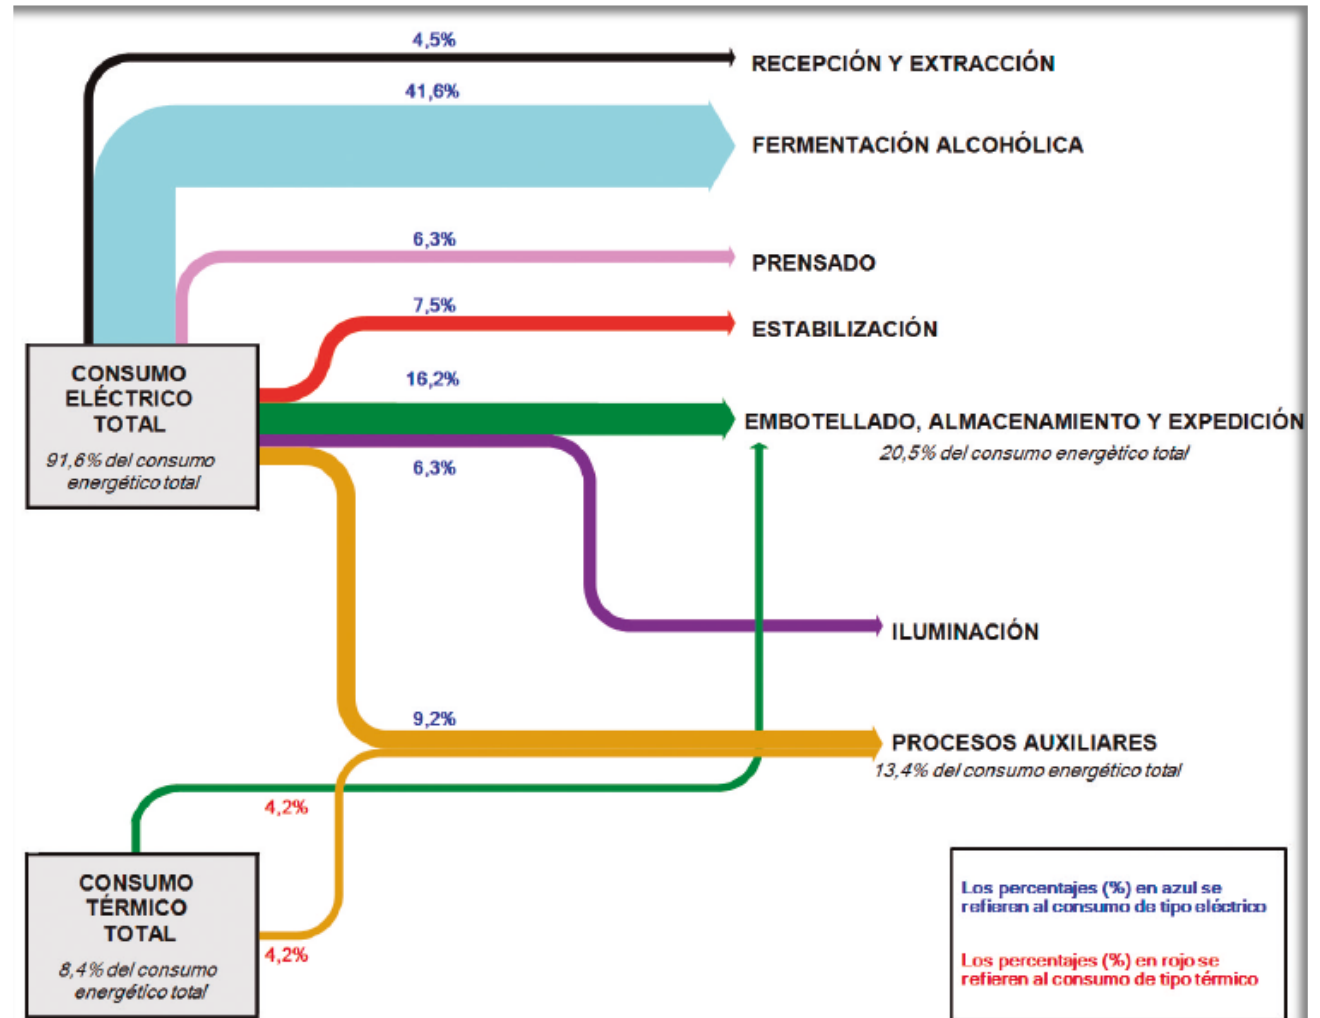 4,5%
RECEPCIÓN Y EXTRACCIÓN
41,6%
FERMENTACIÓN ALCOHÓLICA
6,3%
PRENSADO
7,5%
ESTABILIZACIÓN
CONSUMO
ELÉCTRICO
TOTAL
91,6% del consumo
energético total
16,2%
EMBOTELLADO, ALMACENAMIENTO Y EXPEDICIÓN
20,5% del consumo energètico total
6,3%
ILUMINACIÓN
9,2%
PROCESOS AUXILIARES
13,4% del consumo energético total
4,2%
CONSUMO
TÉRMICO
TOTAL
8,4% del consumo
energético total
4,2%
Los percentajes (%) en azul se
refieren al consumo de tipo eléctrico
Los percentajes (%) en rojo se
refieren al consumo de tipo térmico